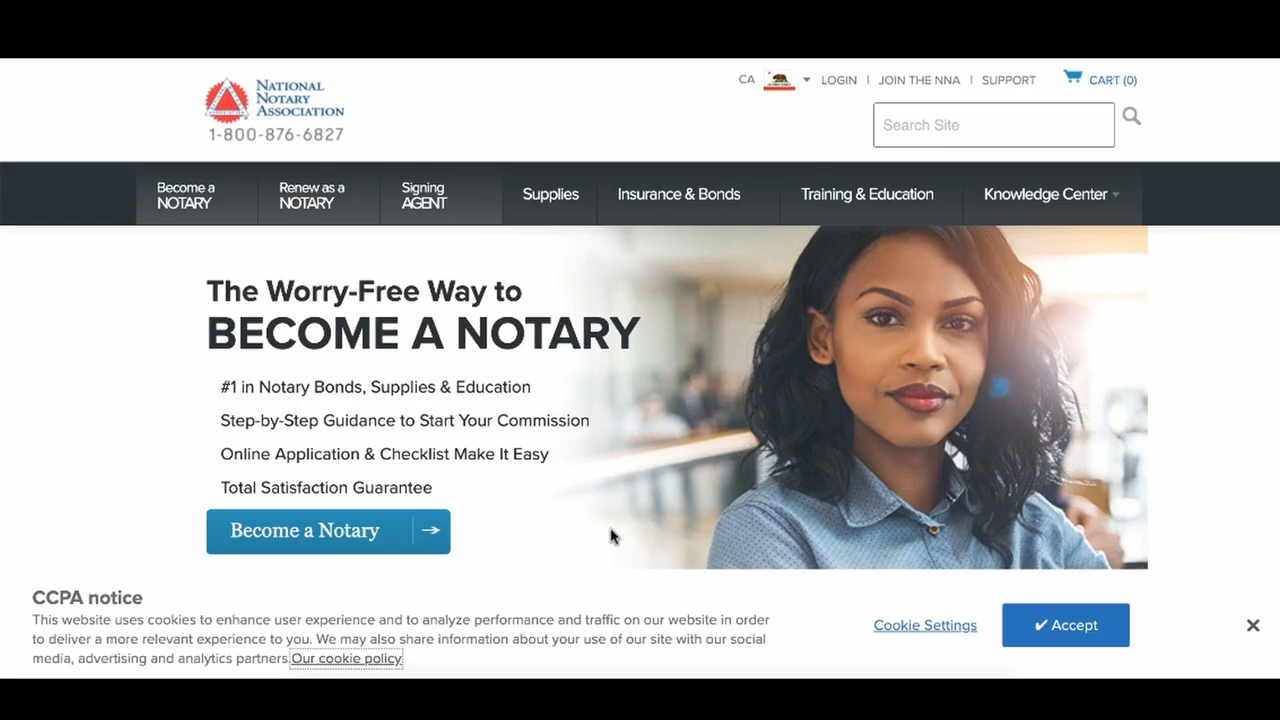 NATIONAL
NOTARY
ASSOCIATION
1-800-876-6827
CA
LOGIN | JOIN THE NNA | SUPPORT
CART (0)
Search Site
Become a
NOTARY
Renew as a
NOTARY
Signing
AGENT
Supplies
Insurance & Bonds
Training & Education
Knowledge Center
The Worry-Free Way to
BECOME A NOTARY
#1 in Notary Bonds, Supplies & Education
Step-by-Step Guidance to Start Your Commission
Online Application & Checklist Make It Easy
Total Satisfaction Guarantee
Become a Notary →
CCPA notice
This website uses cookies to enhance user experience and to analyze performance and traffic on our website in order
to deliver a more relevant experience to you. We may also share information about your use of our site with our social
media, advertising and analytics partners.Our cookie policy
Cookie Settings
✔ Accept